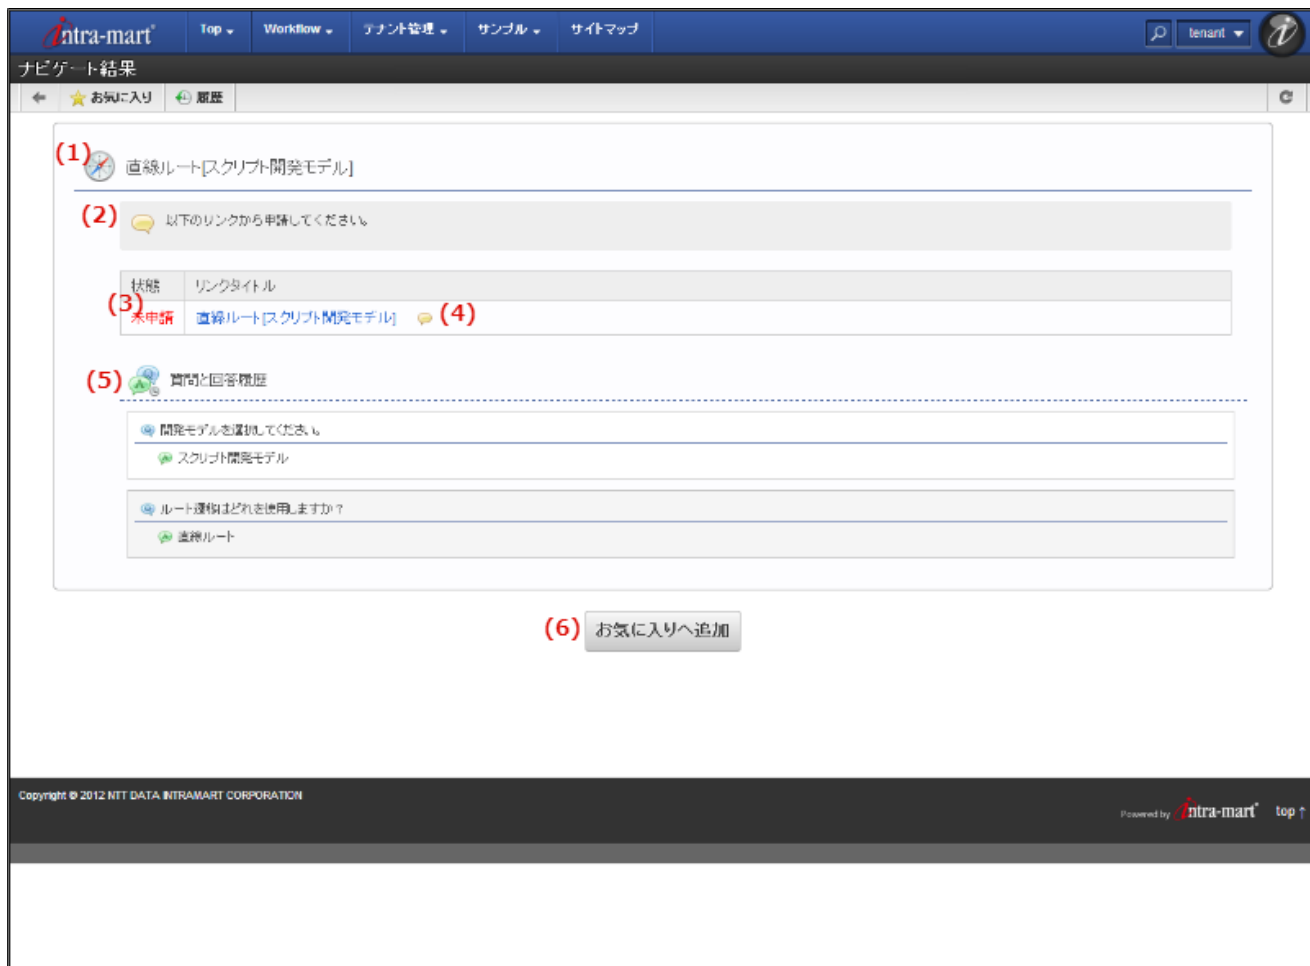 intra-mart Top Workflow テナント管理 サンプル サイトマップ tenant
ナビゲート結果
お気に入り 履歴
(1) 直線ルート[スクリプト開発モデル]
(2) 以下のリンクから申請してください。
状態 リンクタイトル
(3) 未申請 直線ルート[スクリプト開発モデル] (4)
(5) 質問と回答履歴
開発モデルを選択してください。
スクリプト開発モデル
ルート遷移はどれを使用しますか？
直線ルート
(6) お気に入りへ追加
Copyright © 2012 NTT DATA INTRAMART CORPORATION
Powered by intra-mart top ↑